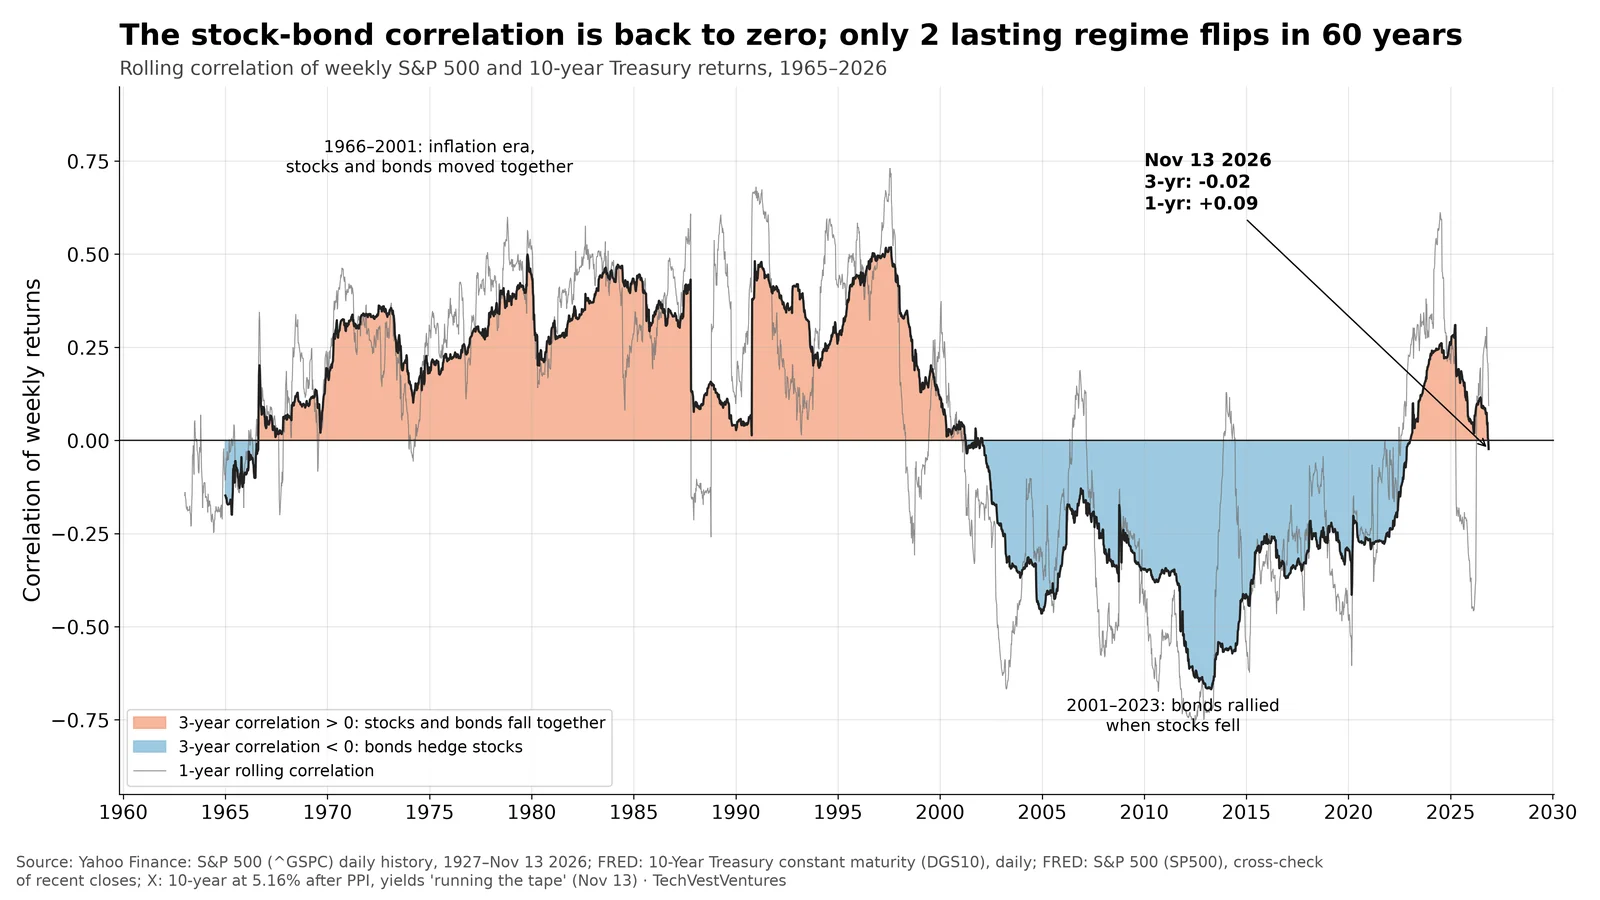 The stock-bond correlation is back to zero; only 2 lasting regime flips in 60 years
Rolling correlation of weekly S&P 500 and 10-year Treasury returns, 1965–2026
Correlation of weekly returns
0.75
0.50
0.25
0.00
−0.25
−0.50
−0.75
1966–2001: inflation era,
stocks and bonds moved together
Nov 13 2026
3-yr: -0.02
1-yr: +0.09
2001–2023: bonds rallied
when stocks fell
3-year correlation > 0: stocks and bonds fall together
3-year correlation < 0: bonds hedge stocks
1-year rolling correlation
1960 1965 1970 1975 1980 1985 1990 1995 2000 2005 2010 2015 2020 2025 2030
Source: Yahoo Finance: S&P 500 (^GSPC) daily history, 1927–Nov 13 2026; FRED: 10-Year Treasury constant maturity (DGS10), daily; FRED: S&P 500 (SP500), cross-check
of recent closes; X: 10-year at 5.16% after PPI, yields 'running the tape' (Nov 13) · TechVestVentures